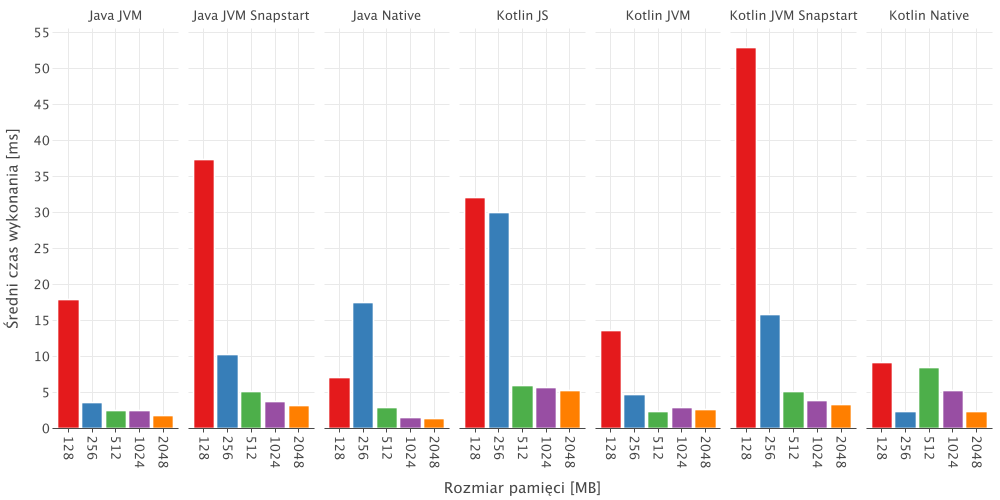 Java JVM
Java JVM Snapstart
Java Native
Kotlin JS
Kotlin JVM
Kotlin JVM Snapstart
Kotlin Native
Średni czas wykonania [ms]
55
50
45
40
35
30
25
20
15
10
5
0
128 256 512 1024 2048
128 256 512 1024 2048
128 256 512 1024 2048
128 256 512 1024 2048
128 256 512 1024 2048
128 256 512 1024 2048
128 256 512 1024 2048
Rozmiar pamięci [MB]